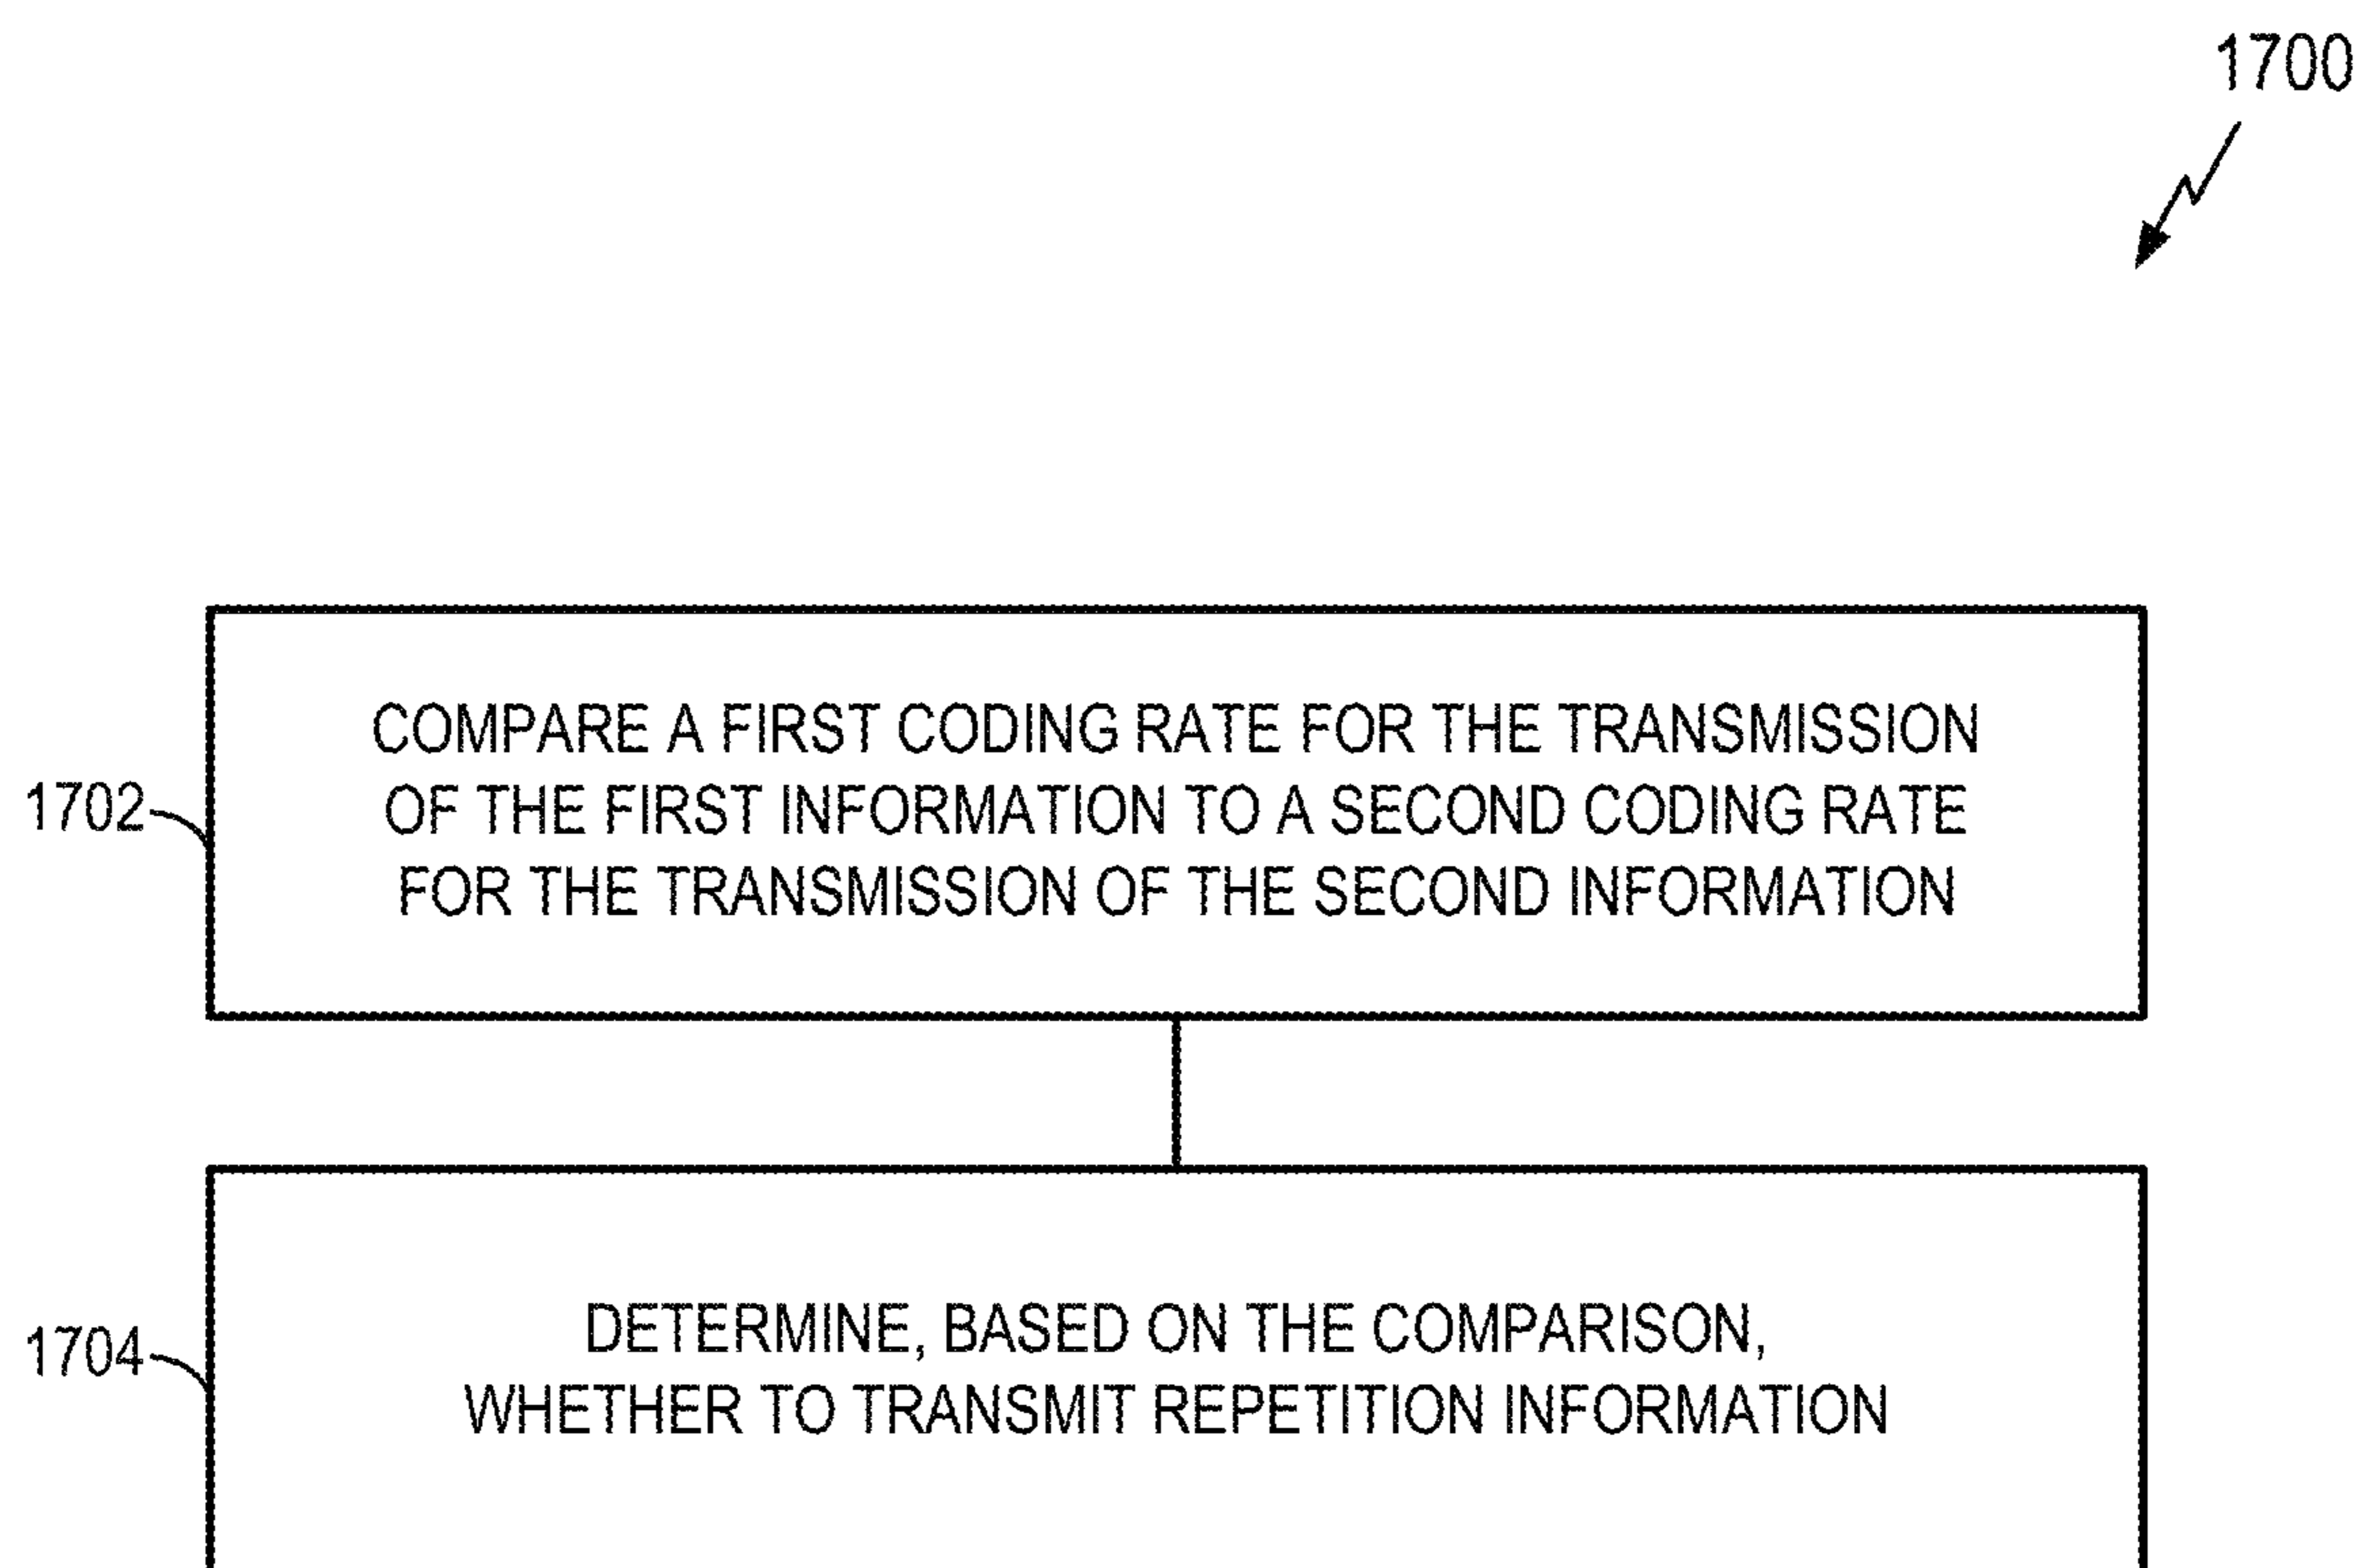 1700
COMPARE A FIRST CODING RATE FOR THE TRANSMISSION
OF THE FIRST INFORMATION TO A SECOND CODING RATE
FOR THE TRANSMISSION OF THE SECOND INFORMATION
1702
DETERMINE, BASED ON THE COMPARISON,
WHETHER TO TRANSMIT REPETITION INFORMATION
1704